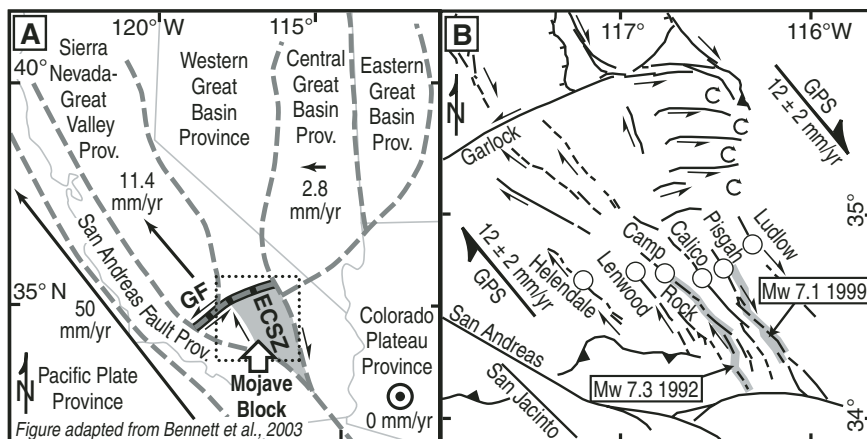 A
120°W
115°
40°
Sierra
Nevada-
Great
Valley
Prov.
Western
Great
Basin
Province
Central
Great
Basin
Prov.
Eastern
Great
Basin
Prov.
11.4
mm/yr
2.8
mm/yr
San Andreas Fault Prov.
GF
ECSZ
35° N
50
mm/yr
Colorado
Plateau
Province
N
Pacific Plate
Province
Mojave
Block
0 mm/yr
Figure adapted from Bennett et al., 2003
B
117°
116°W
N
GPS
12 ± 2 mm/yr
Garlock
35°
12 ± 2 mm/yr
GPS
Helendale
Lenwood
Camp
Rock
Calico
Pisgah
Ludlow
Mw 7.1 1999
San Andreas
San Jacinto
Mw 7.3 1992
34°